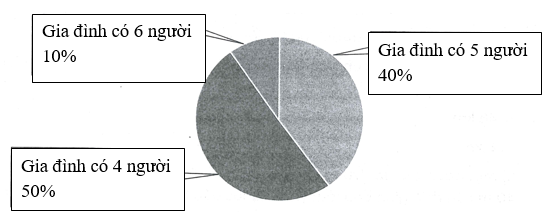 Gia đình có 6 người
10%
Gia đình có 5 người
40%
Gia đình có 4 người
50%